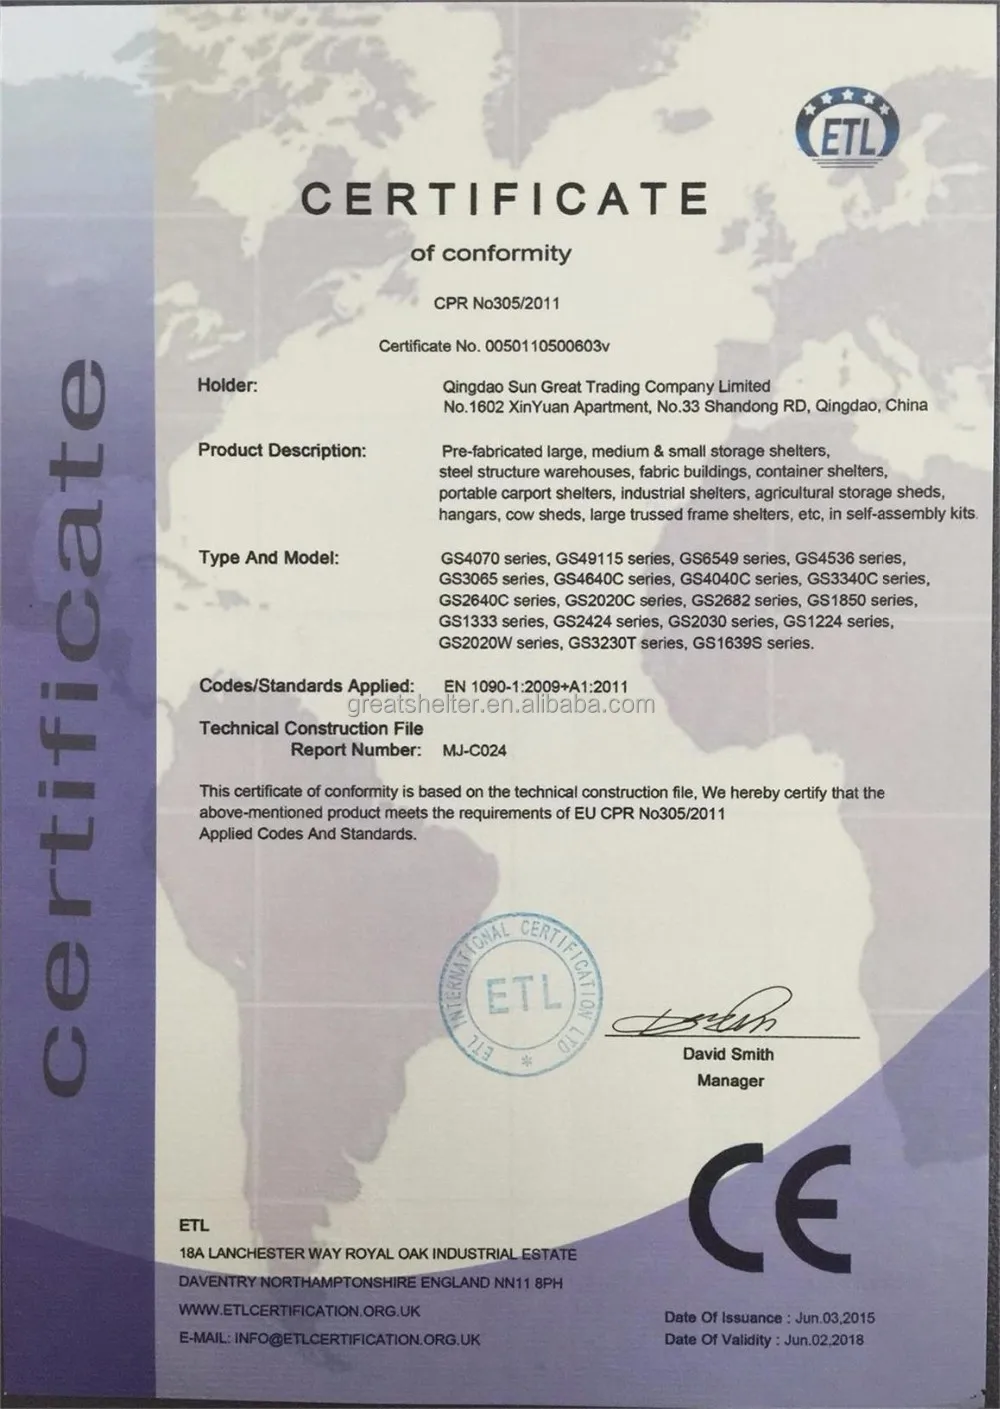 certificate
ETL
CERTIFICATE
of conformity
CPR No305/2011
Certificate No. 0050110500603v
Holder: Qingdao Sun Great Trading Company Limited
No.1602 XinYuan Apartment, No.33 Shandong RD, Qingdao, China
Product Description: Pre-fabricated large, medium & small storage shelters,
steel structure warehouses, fabric buildings, container shelters,
portable carport shelters, industrial shelters, agricultural storage sheds,
hangars, cow sheds, large trussed frame shelters, etc, in self-assembly kits.
Type And Model: GS4070 series, GS49115 series, GS6549 series, GS4536 series,
GS3065 series, GS4640C series, GS4040C series, GS3340C series,
GS2640C series, GS2020C series, GS2682 series, GS1850 series,
GS1333 series, GS2424 series, GS2030 series, GS1224 series,
GS2020W series, GS3230T series, GS1639S series.
Codes/Standards Applied: EN 1090-1:2009+A1:2011
greatshelter.en.alibaba.com
Technical Construction File
Report Number: MJ-C024
This certificate of conformity is based on the technical construction file, We hereby certify that the
above-mentioned product meets the requirements of EU CPR No305/2011
Applied Codes And Standards.
ETL INTERNATIONAL CERTIFICATION LTD
ETL
*
David Smith
Manager
CE
ETL
18A LANCHESTER WAY ROYAL OAK INDUSTRIAL ESTATE
DAVENTRY NORTHAMPTONSHIRE ENGLAND NN11 8PH
WWW.ETLCERTIFICATION.ORG.UK
E-MAIL: INFO@ETLCERTIFICATION.ORG.UK
Date Of Issuance : Jun.03,2015
Date Of Validity : Jun.02,2018